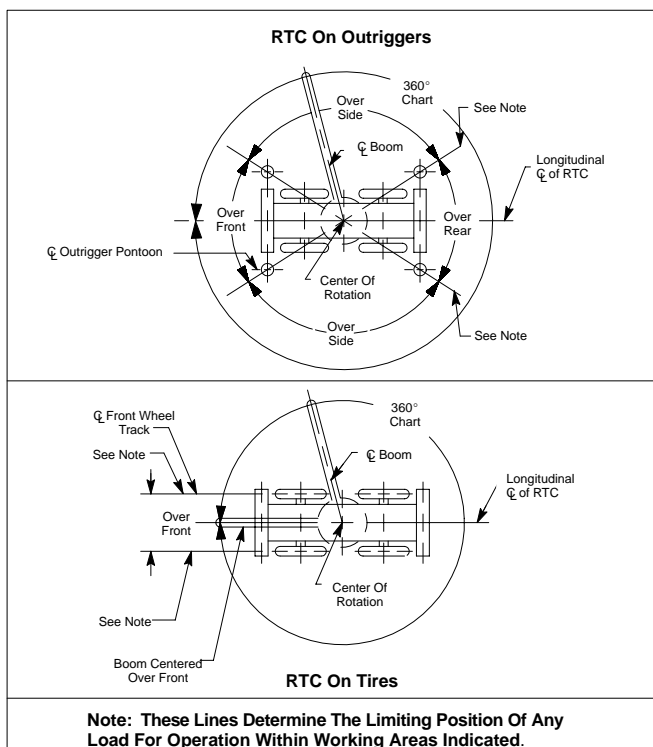 RTC On Outriggers
360°
Chart
Over
Side
See Note
℄ Boom
Longitudinal
℄ of RTC
Over
Front
Over
Rear
℄ Outrigger Pontoon
Center Of
Rotation
Over
Side
See Note
℄ Front Wheel
Track
See Note
360°
Chart
℄ Boom
Longitudinal
℄ of RTC
Over
Front
Center Of
Rotation
See Note
Boom Centered
Over Front
RTC On Tires
Note: These Lines Determine The Limiting Position Of Any
Load For Operation Within Working Areas Indicated.